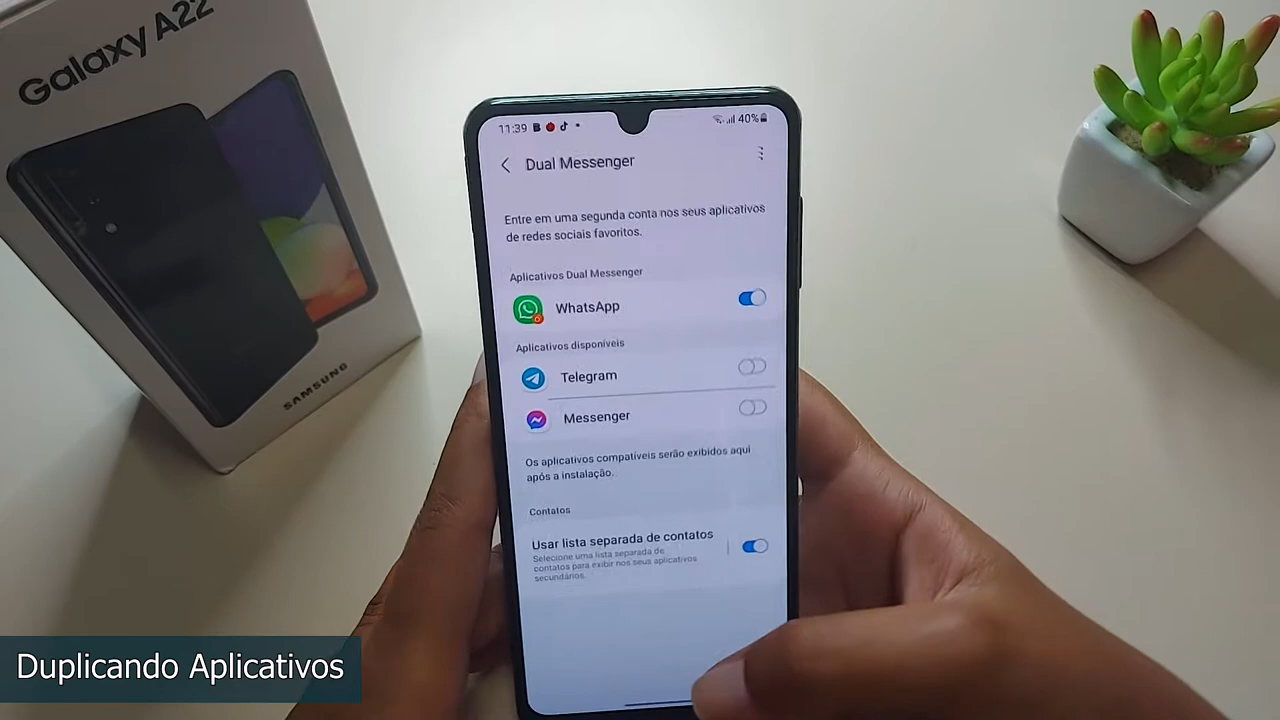 Galaxy A22
SAMSUNG
11:39
40%
Dual Messenger
Entre em uma segunda conta nos seus aplicativos
de redes sociais favoritos.
Aplicativos Dual Messenger
WhatsApp
Aplicativos disponíveis
Telegram
Messenger
Os aplicativos compatíveis serão exibidos aqui
após a instalação.
Contatos
Usar lista separada de contatos
Selecione uma lista separada de
contatos para exibir nos seus aplicativos
secundários.
Duplicando Aplicativos